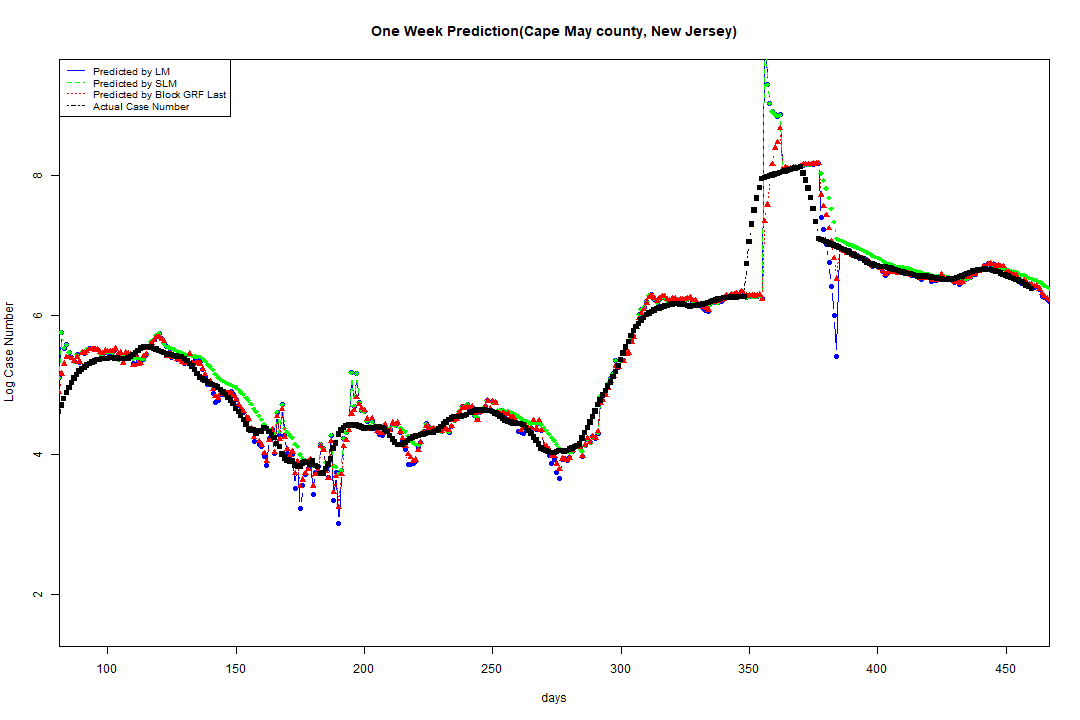 One Week Prediction(Cape May county, New Jersey)
Predicted by LM
Predicted by SLM
Predicted by Block GRF Last
Actual Case Number
Log Case Number
8
6
4
2
100 150 200 250 300 350 400 450
days